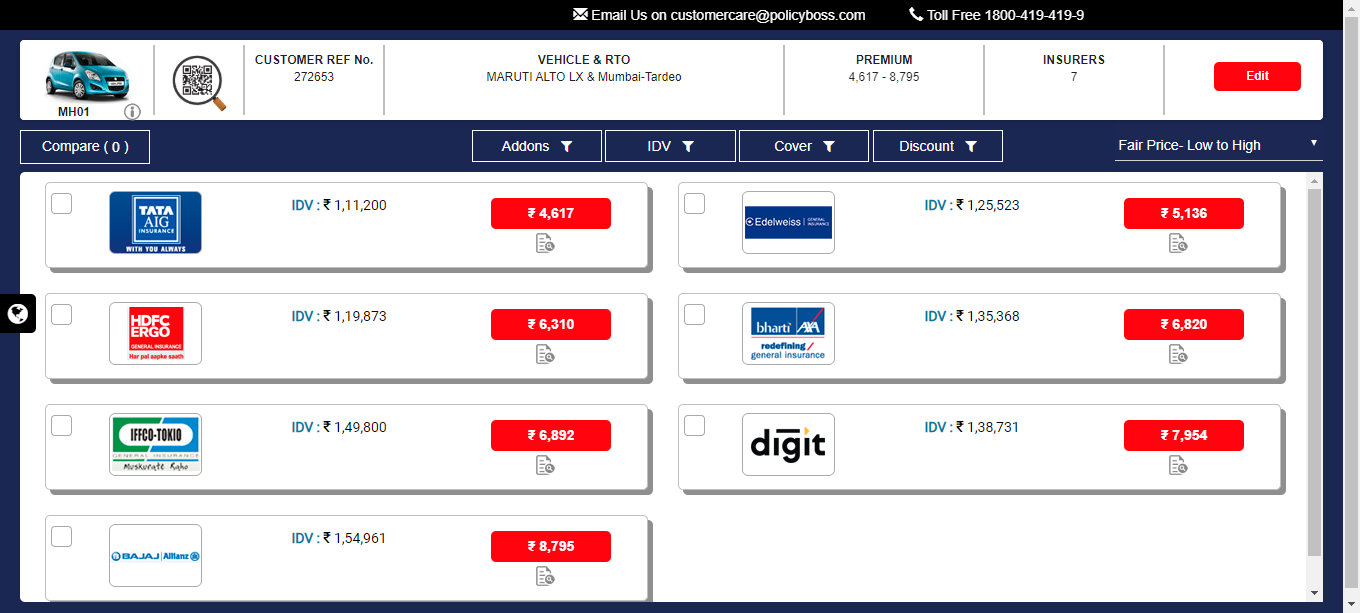 Email Us on customercare@policyboss.com
Toll Free 1800-419-419-9
MH01
CUSTOMER REF No.
272653
VEHICLE & RTO
MARUTI ALTO LX & Mumbai-Tardeo
PREMIUM
4,617 - 8,795
INSURERS
7
Edit
Compare ( 0 )
Addons
IDV
Cover
Discount
Fair Price- Low to High
TATA
AIG
INSURANCE
WITH YOU ALWAYS
IDV : ₹ 1,11,200
₹ 4,617
Edelweiss GENERAL
INSURANCE
IDV : ₹ 1,25,523
₹ 5,136
HDFC
ERGO
GENERAL INSURANCE
Har pal aapke saath
IDV : ₹ 1,19,873
₹ 6,310
bharti AXA
redefining /
general insurance
IDV : ₹ 1,35,368
₹ 6,820
IFFCO-TOKIO
GENERAL INSURANCE
Muskurate Raho
IDV : ₹ 1,49,800
₹ 6,892
digit
IDV : ₹ 1,38,731
₹ 7,954
BAJAJ Allianz
IDV : ₹ 1,54,961
₹ 8,795